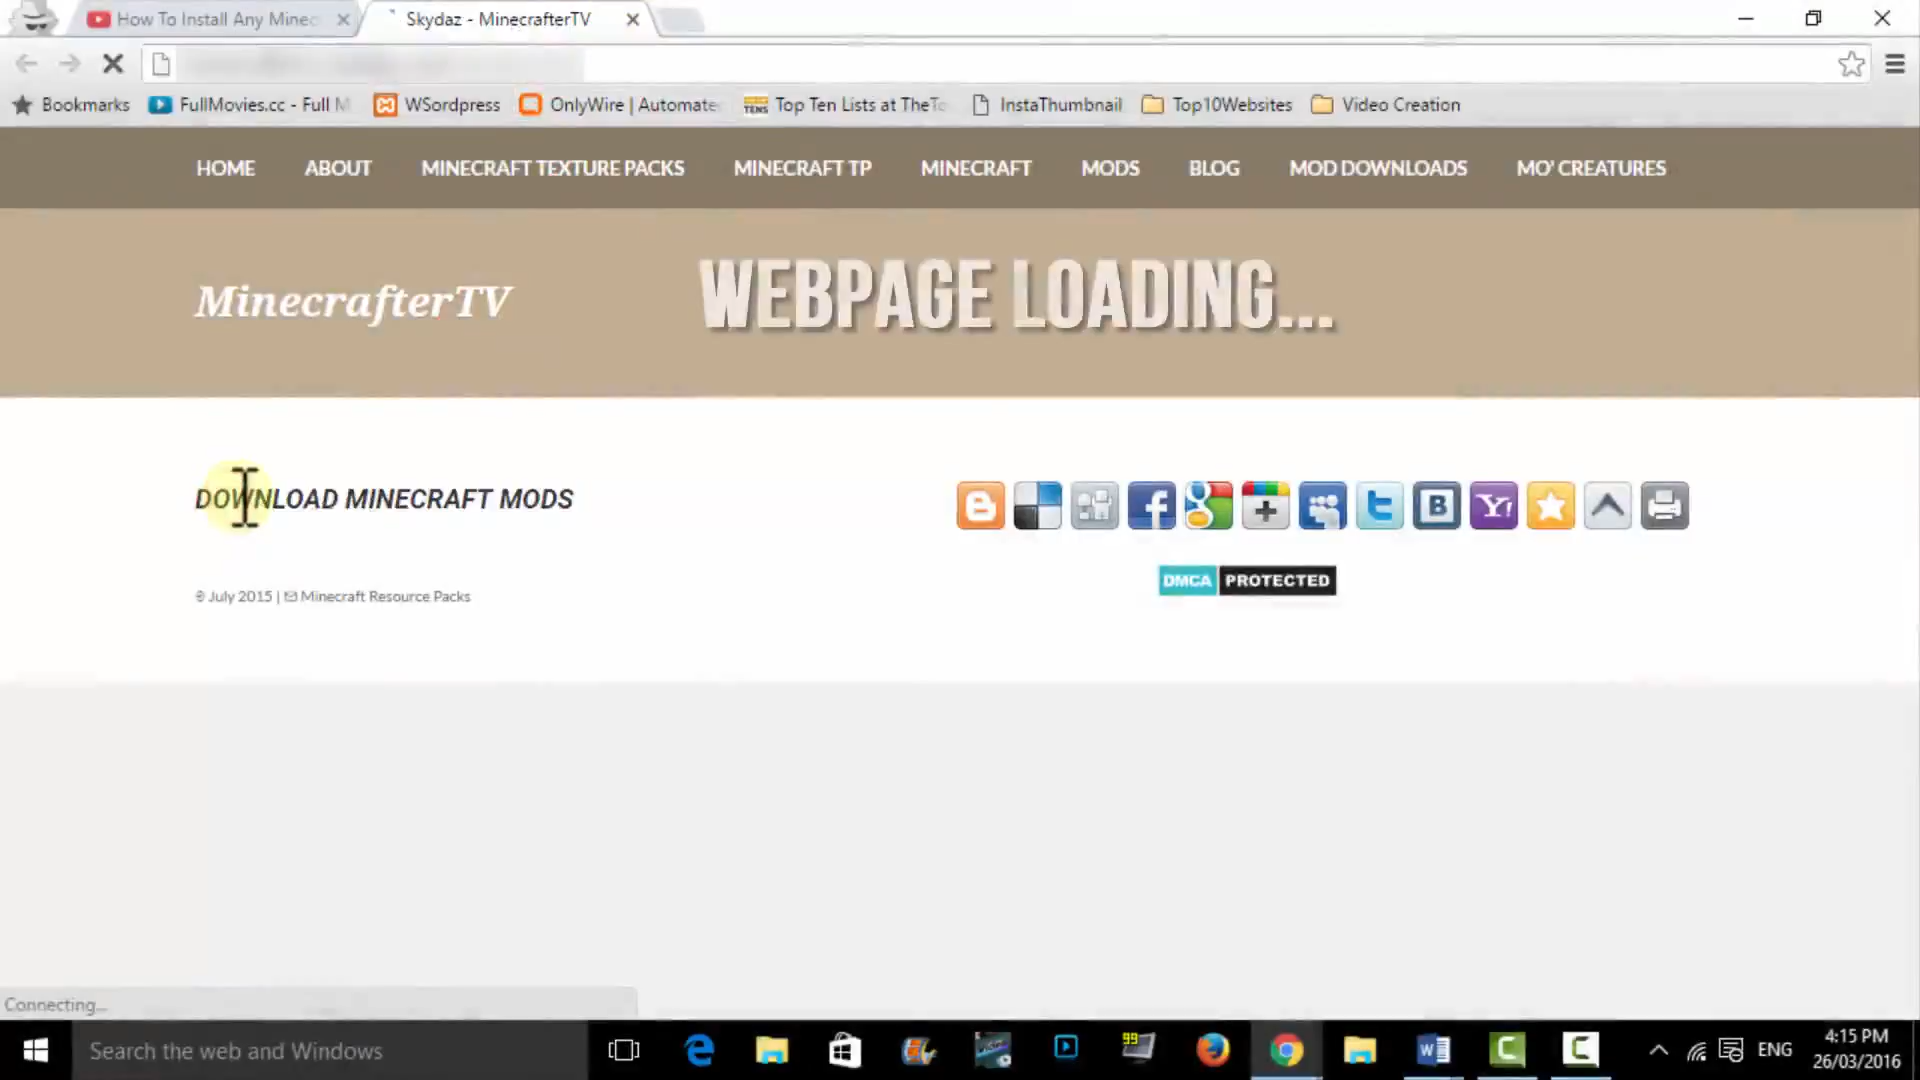 How To Install Any Minec
Skydaz - MinecrafterTV
Bookmarks
FullMovies.cc - Full M
WSordpress
OnlyWire | Automate
Top Ten Lists at TheTo
InstaThumbnail
Top10Websites
Video Creation
HOME
ABOUT
MINECRAFT TEXTURE PACKS
MINECRAFT TP
MINECRAFT
MODS
BLOG
MOD DOWNLOADS
MO' CREATURES
MinecrafterTV
WEBPAGE LOADING...
DOWNLOAD MINECRAFT MODS
July 2015 | Minecraft Resource Packs
DMCA PROTECTED
Connecting...
Search the web and Windows
99
ENG
4:15 PM
26/03/2016